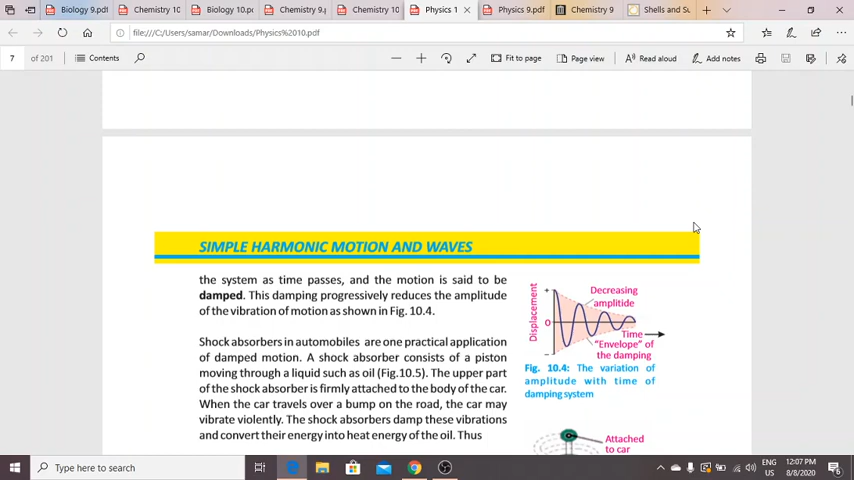 Biology 9.pdf
Chemistry 10
Biology 10.pc
Chemistry 9.p
Chemistry 10
Physics 1
Physics 9.pdf
Chemistry 9
Shells and Su
file:///C:/Users/samar/Downloads/Physics%2010.pdf
7 of 201
Contents
Fit to page
Page view
Read aloud
Add notes
SIMPLE HARMONIC MOTION AND WAVES
the system as time passes, and the motion is said to be
damped. This damping progressively reduces the amplitude
of the vibration of motion as shown in Fig. 10.4.
Shock absorbers in automobiles are one practical application
of damped motion. A shock absorber consists of a piston
moving through a liquid such as oil (Fig.10.5). The upper part
of the shock absorber is firmly attached to the body of the car.
When the car travels over a bump on the road, the car may
vibrate violently. The shock absorbers damp these vibrations
and convert their energy into heat energy of the oil. Thus
Displacement
+
0
–
Decreasing
amplitide
Time
"Envelope" of
the damping
Fig. 10.4: The variation of
amplitude with time of
damping system
Attached
to car
Type here to search
ENG
US
12:07 PM
8/8/2020